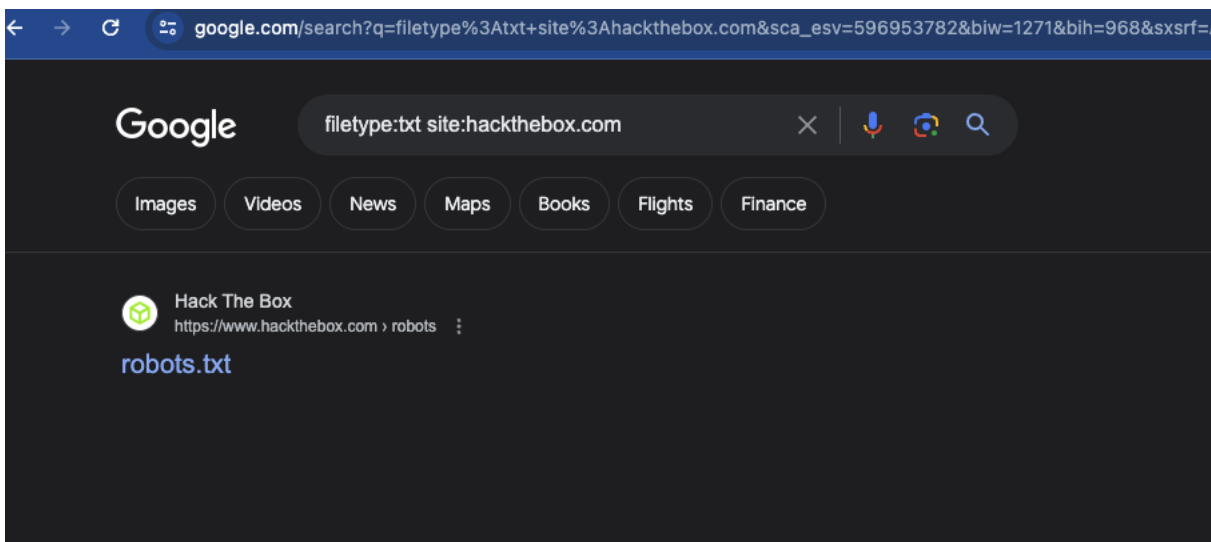 google.com/search?q=filetype%3Atxt+site%3Ahackthebox.com&sca_esv=596953782&biw=1271&bih=968&sxsrf=
Google
filetype:txt site:hackthebox.com
Images Videos News Maps Books Flights Finance
Hack The Box
https://www.hackthebox.com › robots
robots.txt